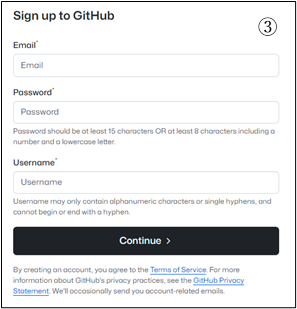 Sign up to GitHub
③
Email*
Email
Password*
Password
Password should be at least 15 characters OR at least 8 characters including a
number and a lowercase letter.
Username*
Username
Username may only contain alphanumeric characters or single hyphens, and
cannot begin or end with a hyphen.
Continue >
By creating an account, you agree to the Terms of Service. For more
information about GitHub's privacy practices, see the GitHub Privacy
Statement. We'll occasionally send you account-related emails.